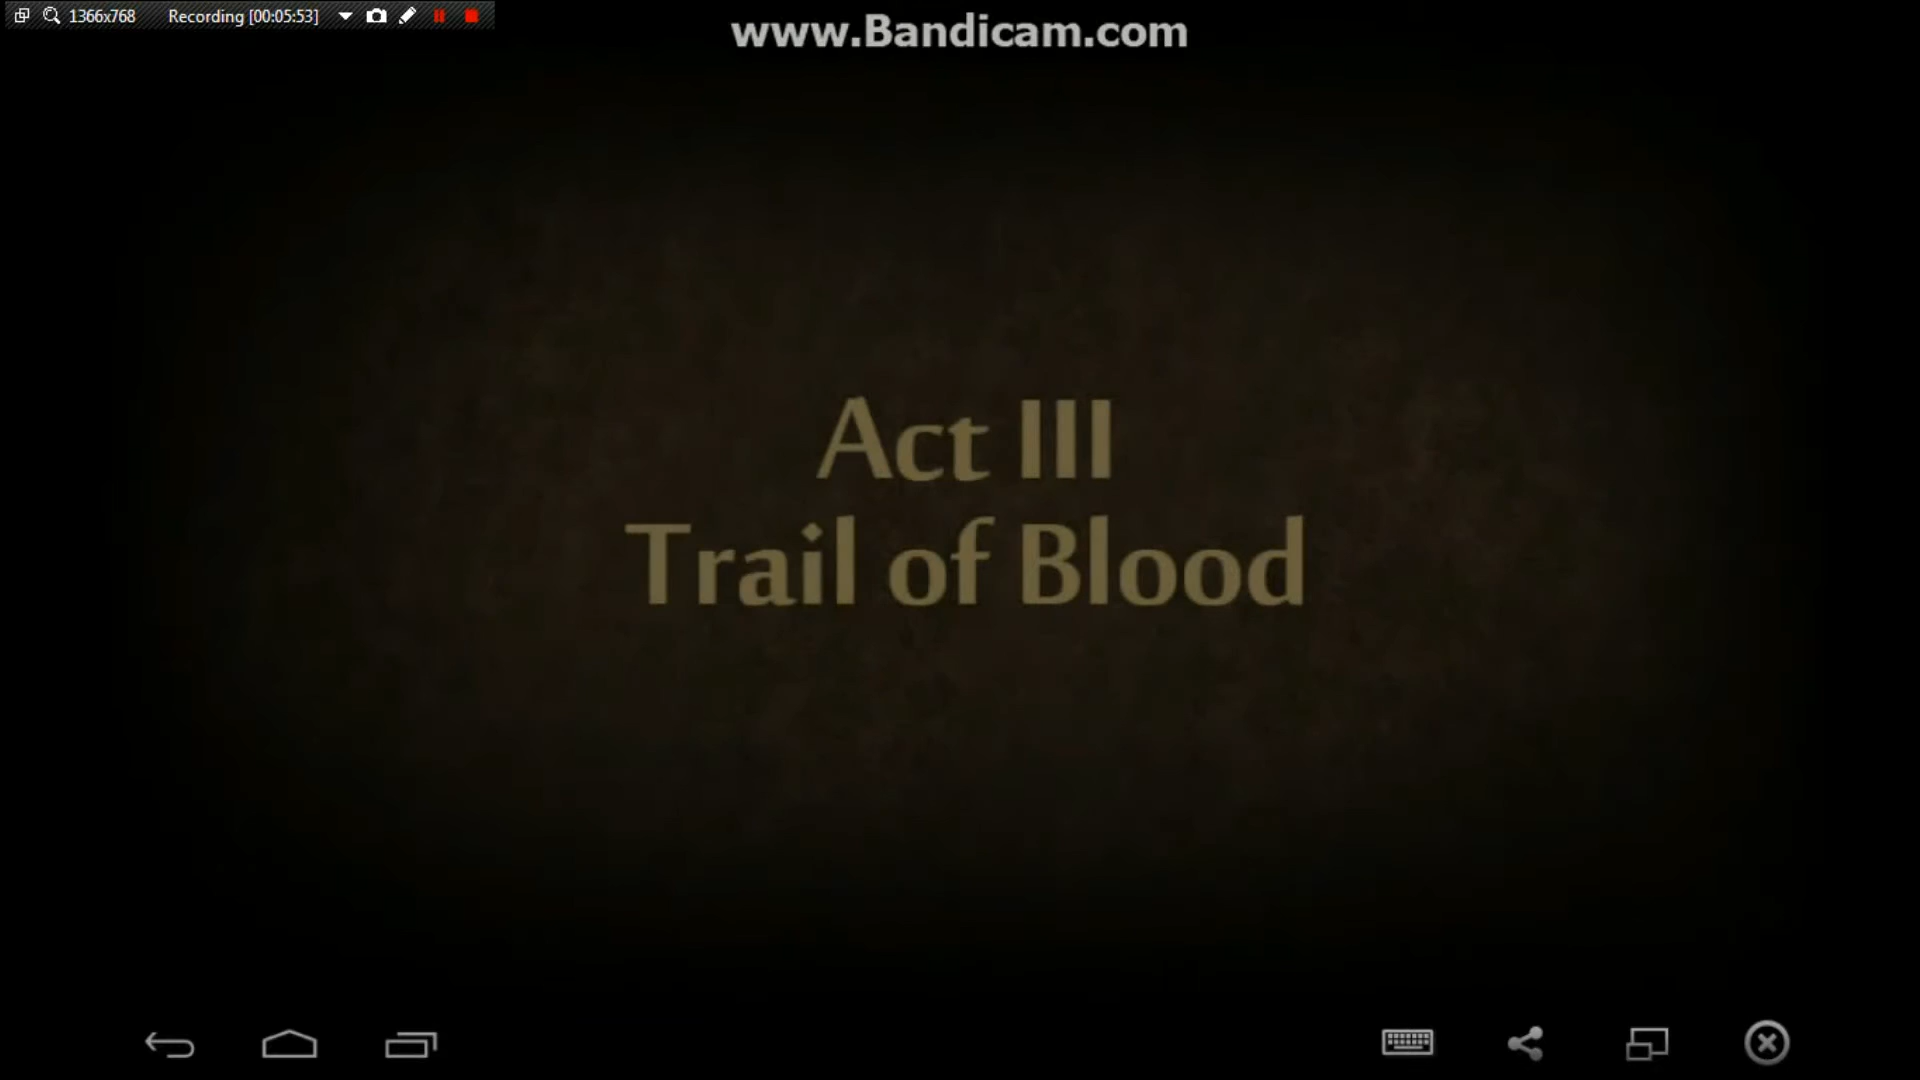 1366x768 Recording [00:05:53]
www.Bandicam.com
Act III
Trail of Blood